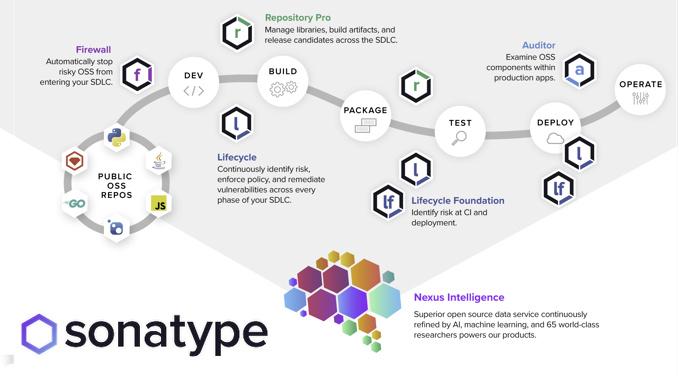 Repository Pro
Manage libraries, build artifacts, and
release candidates across the SDLC.
r
Firewall
Automatically stop
risky OSS from
entering your SDLC.
f
Auditor
Examine OSS
components within
production apps.
a
DEV
</>
BUILD
PACKAGE
r
TEST
DEPLOY
OPERATE
l
l
l
lf
lf
PUBLIC
OSS
REPOS
GO
JS
Lifecycle
Continuously identify risk,
enforce policy, and remediate
vulnerabilities across every
phase of your SDLC.
Lifecycle Foundation
Identify risk at CI and
deployment.
Nexus Intelligence
Superior open source data service continuously
refined by AI, machine learning, and 65 world-class
researchers powers our products.
sonatype